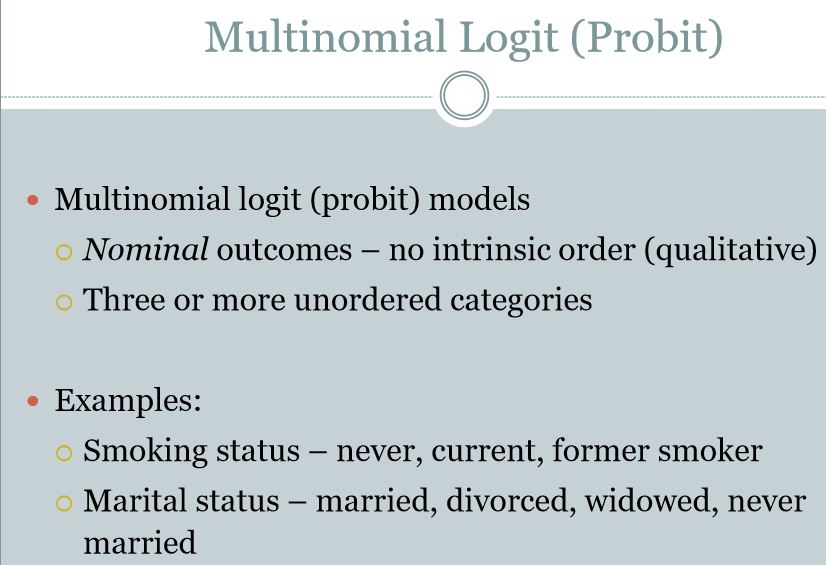 Multinomial Logit (Probit)
• Multinomial logit (probit) models
○ Nominal outcomes – no intrinsic order (qualitative)
○ Three or more unordered categories
• Examples:
○ Smoking status – never, current, former smoker
○ Marital status – married, divorced, widowed, never
married